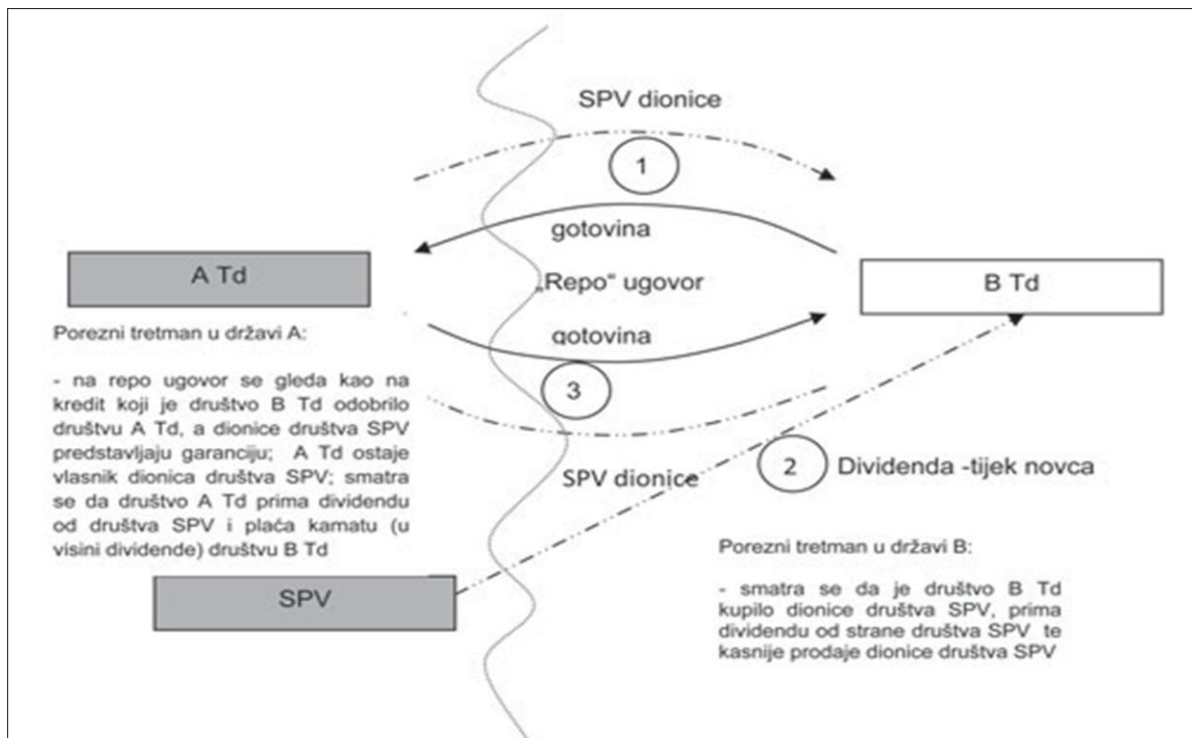 SPV dionice
1
gotovina
A Td
„Repo“ ugovor
B Td
Porezni tretman u državi A:
gotovina
- na repo ugovor se gleda kao na
kredit koji je društvo B Td odobrilo
društvu A Td, a dionice društva SPV
predstavljaju garanciju; A Td ostaje
vlasnik dionica društva SPV; smatra
se da društvo A Td prima dividendu
od društva SPV i plaća kamatu (u
visini dividende) društvu B Td
3
SPV dionice
2
Dividenda -tijek novca
SPV
Porezni tretman u državi B:
- smatra se da je društvo B Td
kupilo dionice društva SPV, prima
dividendu od strane društva SPV te
kasnije prodaje dionice društva SPV